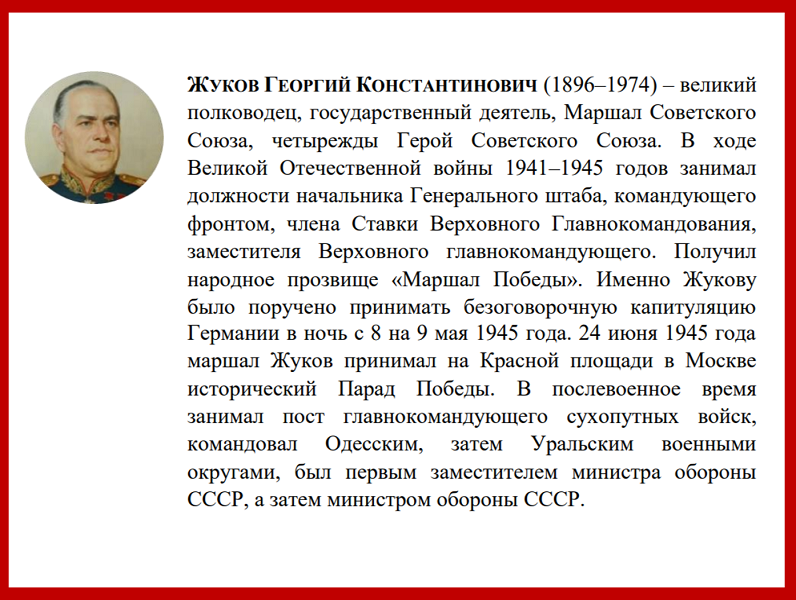 ЖУКОВ ГЕОРГИЙ КОНСТАНТИНОВИЧ (1896–1974) – великий
полководец, государственный деятель, Маршал Советского
Союза, четырежды Герой Советского Союза. В ходе
Великой Отечественной войны 1941–1945 годов занимал
должности начальника Генерального штаба, командующего
фронтом, члена Ставки Верховного Главнокомандования,
заместителя Верховного главнокомандующего. Получил
народное прозвище «Маршал Победы». Именно Жукову
было поручено принимать безоговорочную капитуляцию
Германии в ночь с 8 на 9 мая 1945 года. 24 июня 1945 года
маршал Жуков принимал на Красной площади в Москве
исторический Парад Победы. В послевоенное время
занимал пост главнокомандующего сухопутных войск,
командовал Одесским, затем Уральским военными
округами, был первым заместителем министра обороны
СССР, а затем министром обороны СССР.